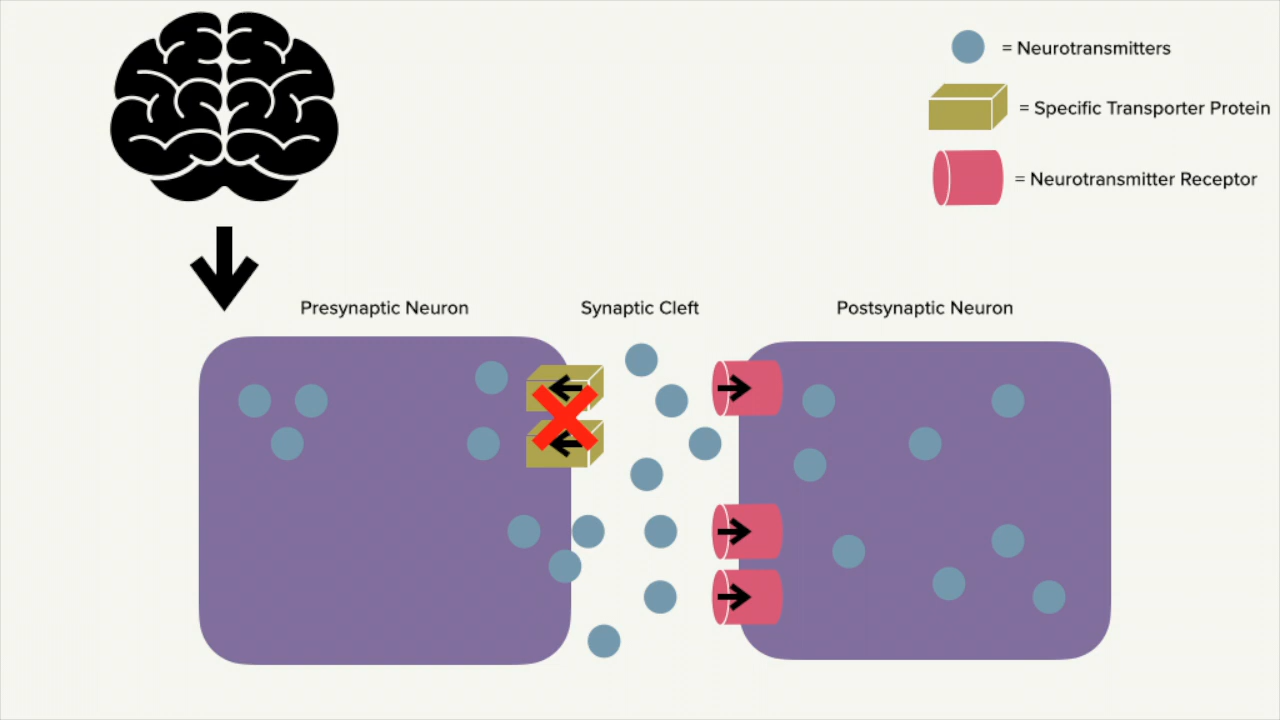 = Neurotransmitters
= Specific Transporter Protein
= Neurotransmitter Receptor
Presynaptic Neuron
Synaptic Cleft
Postsynaptic Neuron